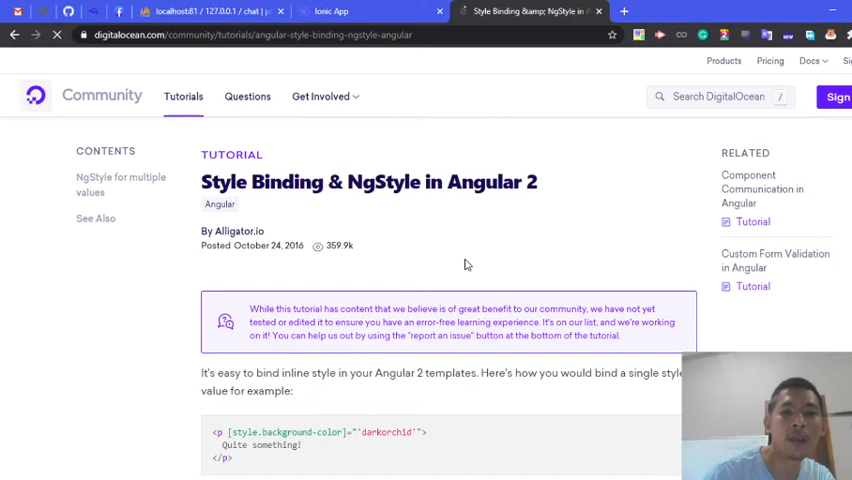 localhost:81 / 127.0.0.1 / chat | p
Ionic App
Style Binding &amp; NgStyle in A
digitalocean.com/community/tutorials/angular-style-binding-ngstyle-angular
Products
Pricing
Docs
Community
Tutorials
Questions
Get Involved
Search DigitalOcean
/
Sign
CONTENTS
NgStyle for multiple
values
See Also
TUTORIAL
Style Binding & NgStyle in Angular 2
Angular
By Alligator.io
Posted October 24, 2016
359.9k
While this tutorial has content that we believe is of great benefit to our community, we have not yet
tested or edited it to ensure you have an error-free learning experience. It's on our list, and we're working
on it! You can help us out by using the "report an issue" button at the bottom of the tutorial.
It's easy to bind inline style in your Angular 2 templates. Here's how you would bind a single style
value for example:
<p [style.background-color]="'darkorchid'">
Quite something!
</p>
RELATED
Component
Communication in
Angular
Tutorial
Custom Form Validation
in Angular
Tutorial